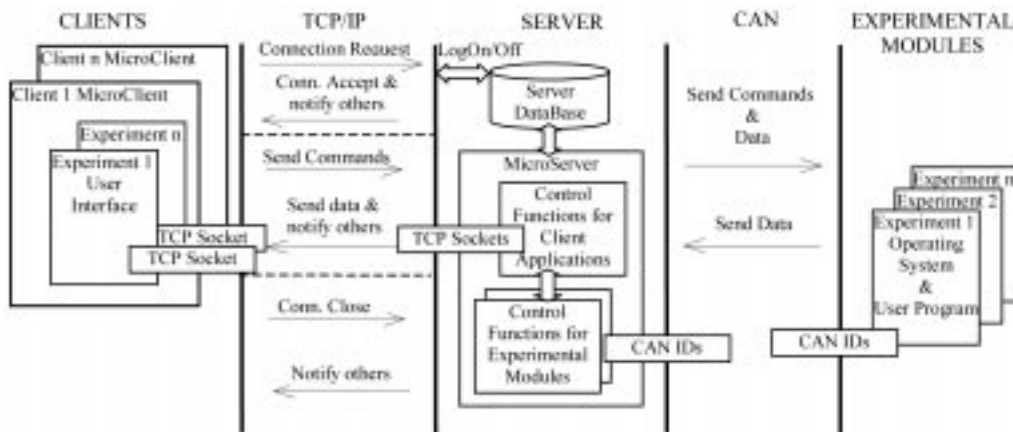 CLIENTS
TCP/IP
SERVER
CAN
EXPERIMENTAL
MODULES
Client n MicroClient
Client 1 MicroClient
Experiment n
Experiment 1
User
Interface
TCP Socket
TCP Socket
Connection Request
Conn. Accept &
notify others
Send Commands
Send data &
notify others
Conn. Close
Notify others
LogOn/Off
Server
DataBase
MicroServer
Control
Functions for
Client
Applications
TCP Sockets
Control
Functions for
Experimental
Modules
CAN IDs
Send Commands
&
Data
Send Data
Experiment n
Experiment 2
Experiment 1
Operating
System
&
User Program
CAN IDs